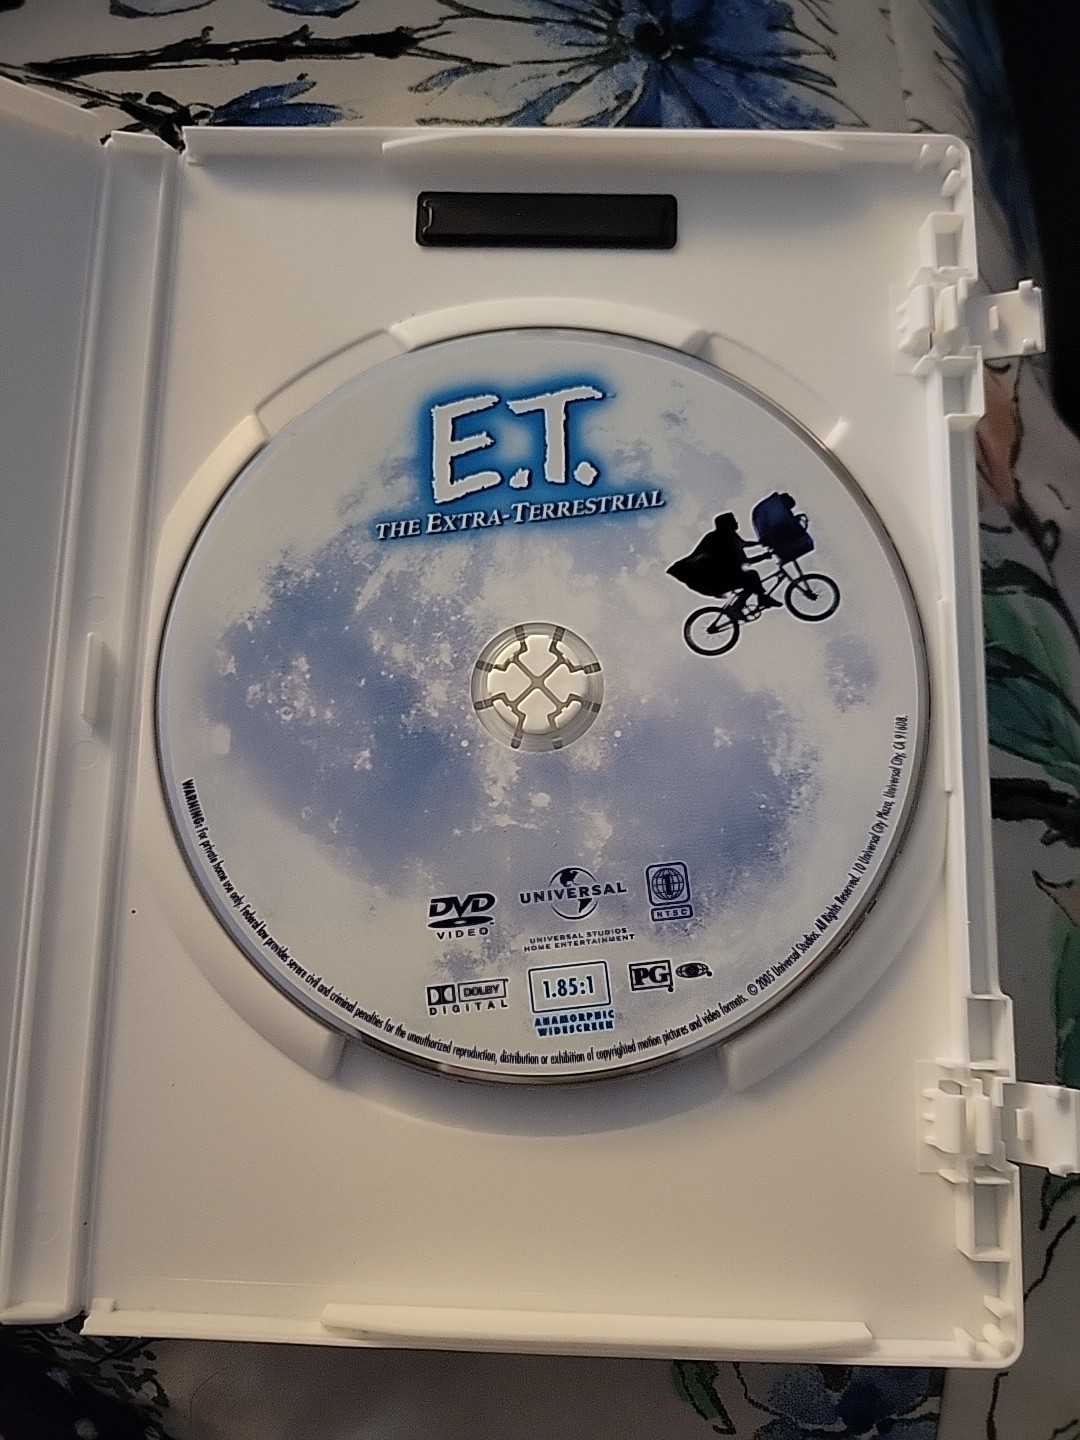 E.T.
THE EXTRA-TERRESTRIAL
DVD
VIDEO
UNIVERSAL
UNIVERSAL STUDIOS
HOME ENTERTAINMENT
1
NTSC
DOLBY
DIGITAL
1.85:1
ANAMORPHIC
WIDESCREEN
PG
WARNING: For private home use only. Federal law provides severe civil and criminal penalties for the unauthorized reproduction, distribution or exhibition of copyrighted motion pictures and video formats. © 2005 Universal Studios. All Rights Reserved. 10 Universal City Plaza, Universal City, CA 91608.